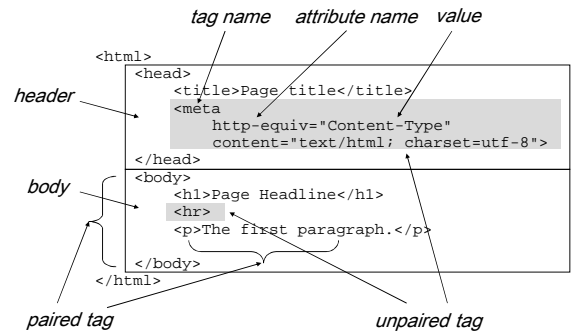 tag name attribute name value
<html>
<head>
<title>Page title</title>
header
<meta
http-equiv="Content-Type"
content="text/html; charset=utf-8">
</head>
body
<body>
<h1>Page Headline</h1>
<hr>
<p>The first paragraph.</p>
</body>
</html>
paired tag unpaired tag